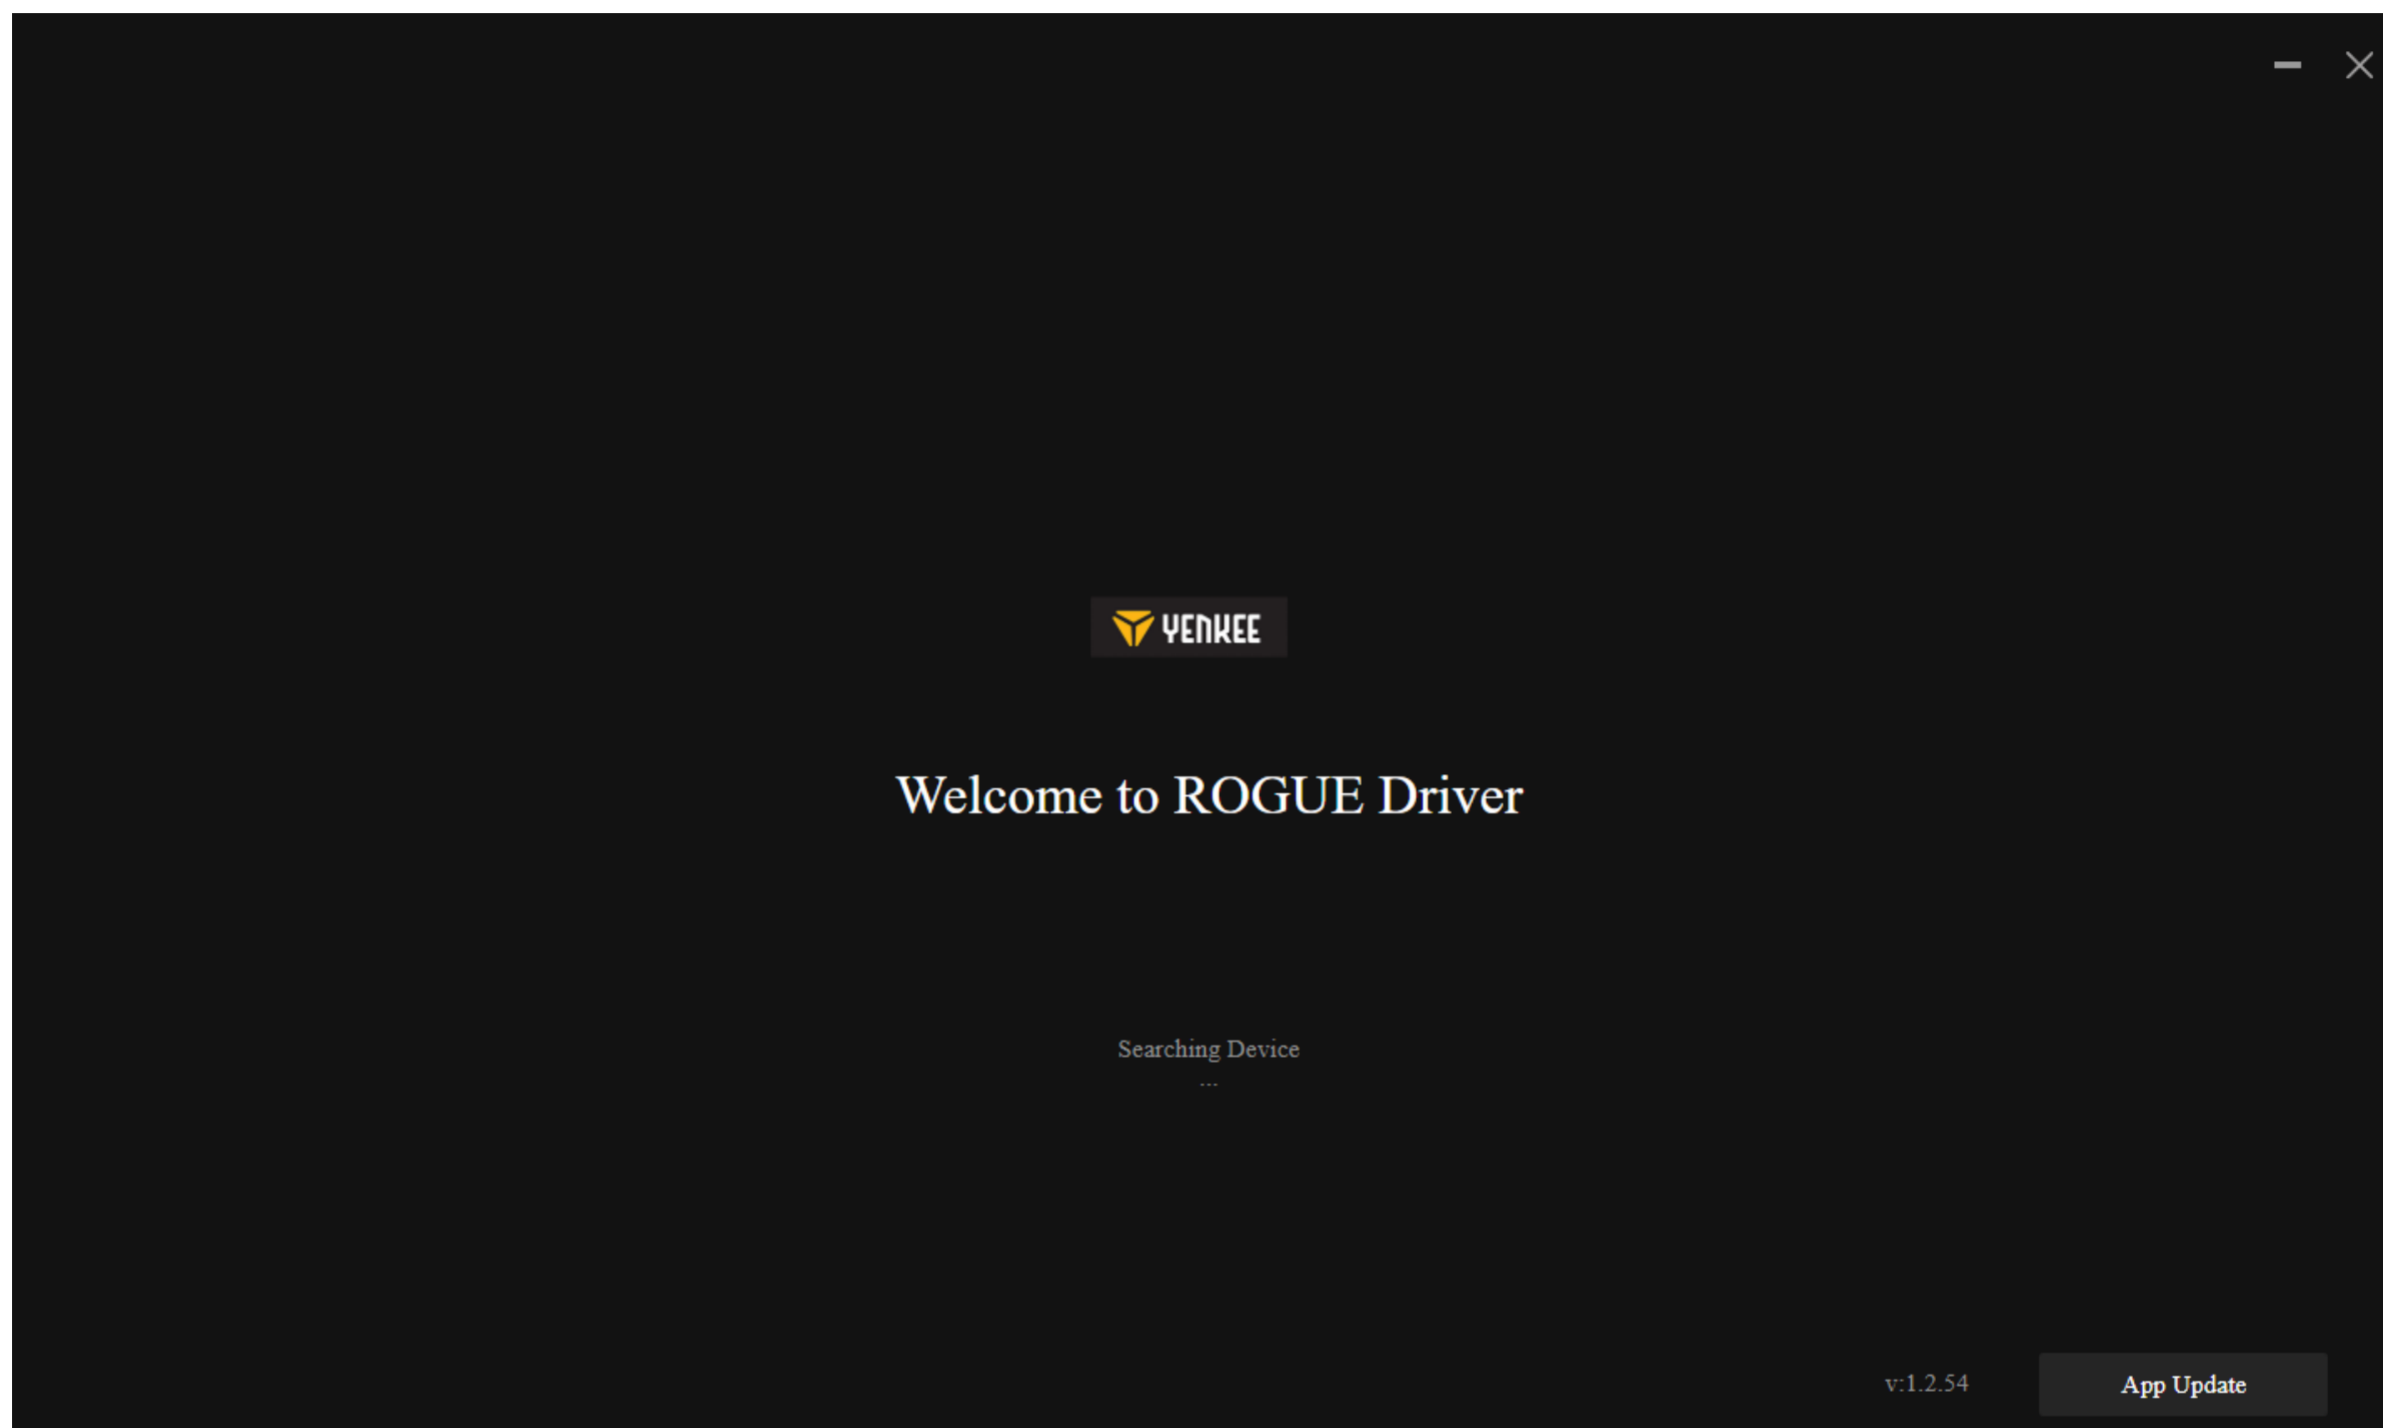 YENKEE
Welcome to ROGUE Driver
Searching Device
...
v:1.2.54
App Update